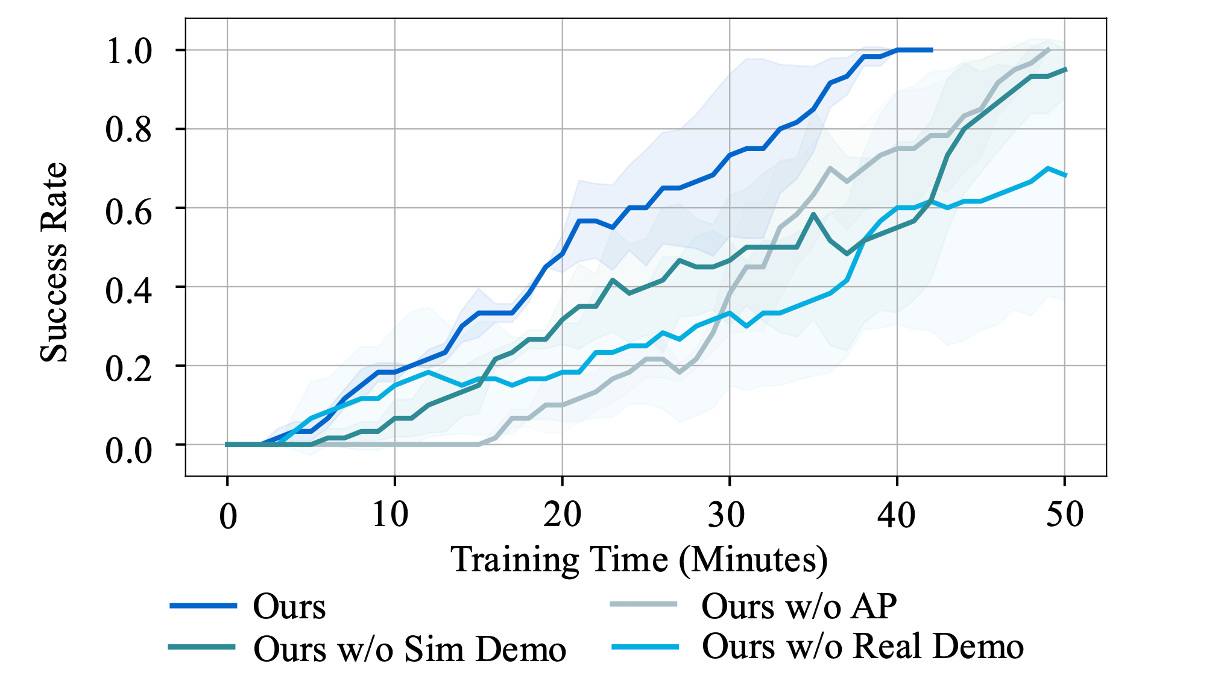 1.0
0.8
0.6
0.4
0.2
0.0
Success Rate
0 10 20 30 40 50
Training Time (Minutes)
Ours
Ours w/o AP
Ours w/o Sim Demo
Ours w/o Real Demo